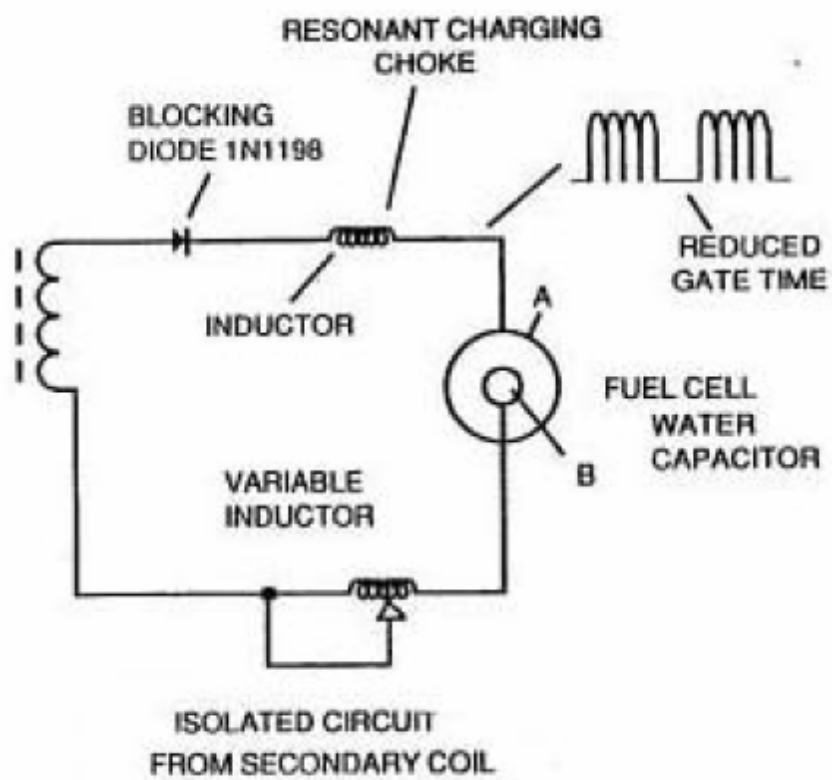 RESONANT CHARGING
CHOKE
BLOCKING
DIODE 1N1198
REDUCED
GATE TIME
INDUCTOR
A
FUEL CELL
WATER
CAPACITOR
B
VARIABLE
INDUCTOR
ISOLATED CIRCUIT
FROM SECONDARY COIL